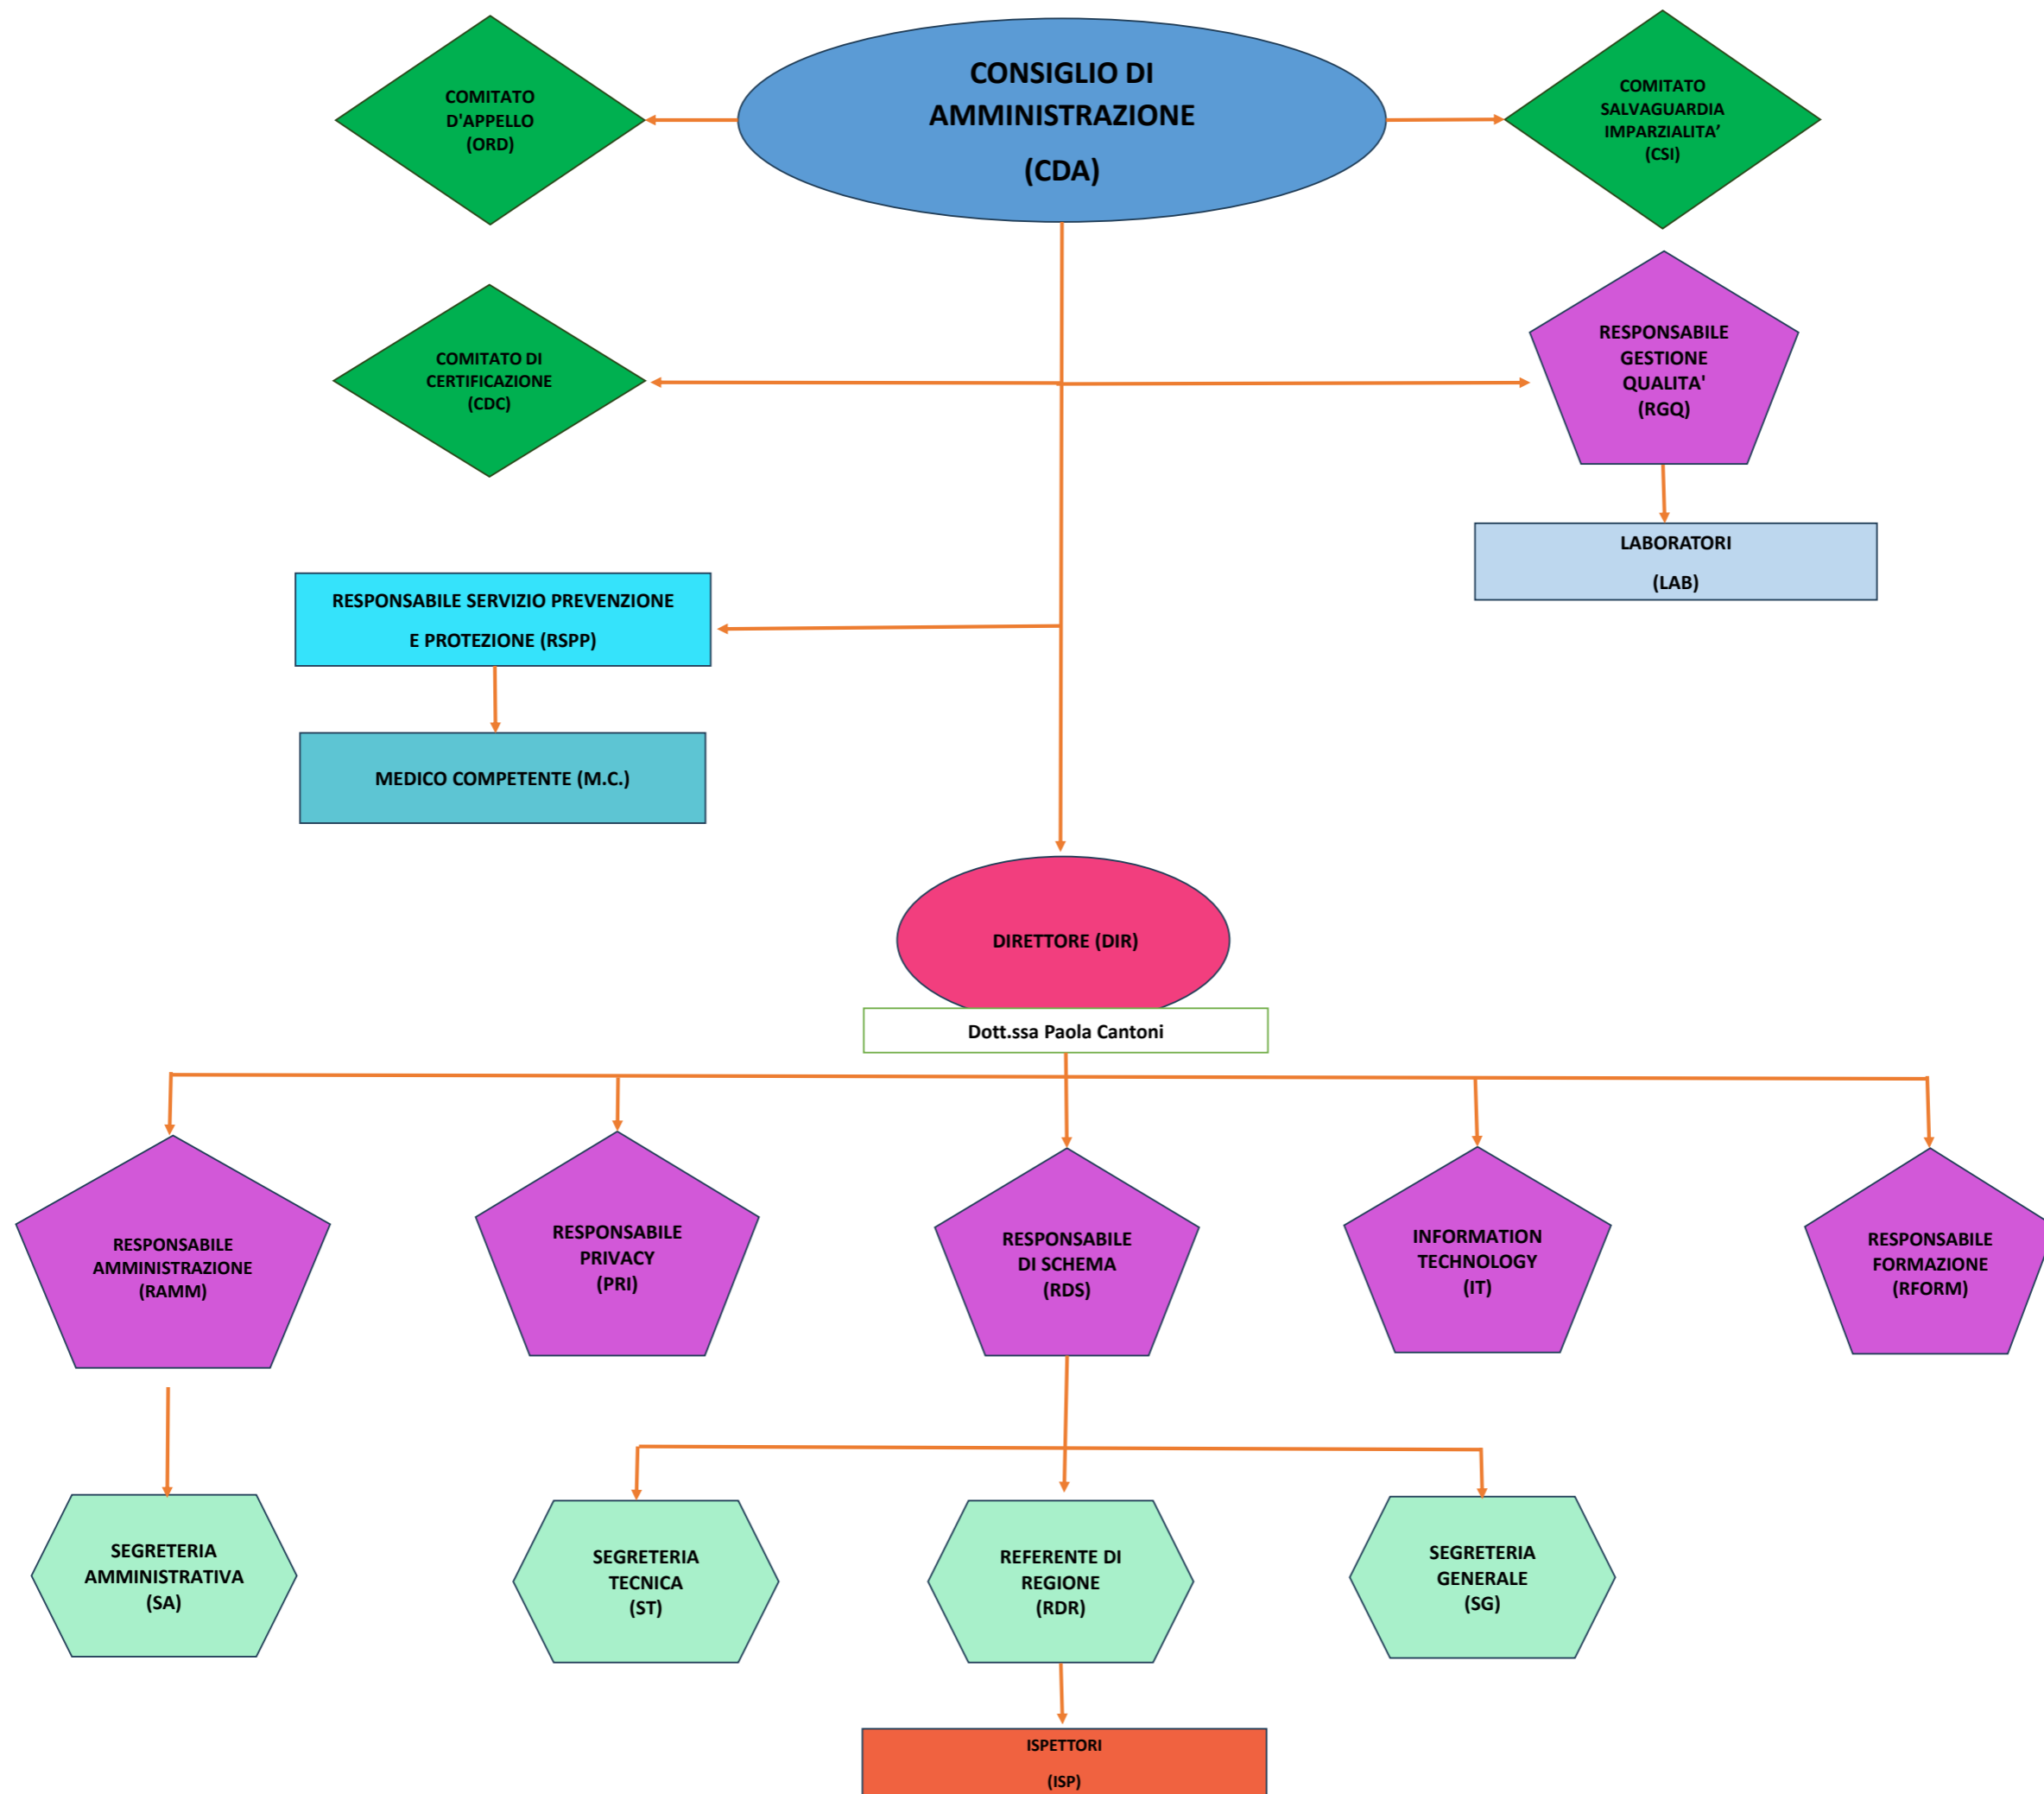 COMITATO
D'APPELLO
(ORD)
CONSIGLIO DI
AMMINISTRAZIONE
(CDA)
COMITATO
SALVAGUARDIA
IMPARZIALITA’
(CSI)
COMITATO DI
CERTIFICAZIONE
(CDC)
RESPONSABILE
GESTIONE
QUALITA'
(RGQ)
LABORATORI
(LAB)
RESPONSABILE SERVIZIO PREVENZIONE
E PROTEZIONE (RSPP)
MEDICO COMPETENTE (M.C.)
DIRETTORE (DIR)
Dott.ssa Paola Cantoni
RESPONSABILE
AMMINISTRAZIONE
(RAMM)
RESPONSABILE
PRIVACY
(PRI)
RESPONSABILE
DI SCHEMA
(RDS)
INFORMATION
TECHNOLOGY
(IT)
RESPONSABILE
FORMAZIONE
(RFORM)
SEGRETERIA
AMMINISTRATIVA
(SA)
SEGRETERIA
TECNICA
(ST)
REFERENTE DI
REGIONE
(RDR)
SEGRETERIA
GENERALE
(SG)
ISPETTORI
(ISP)